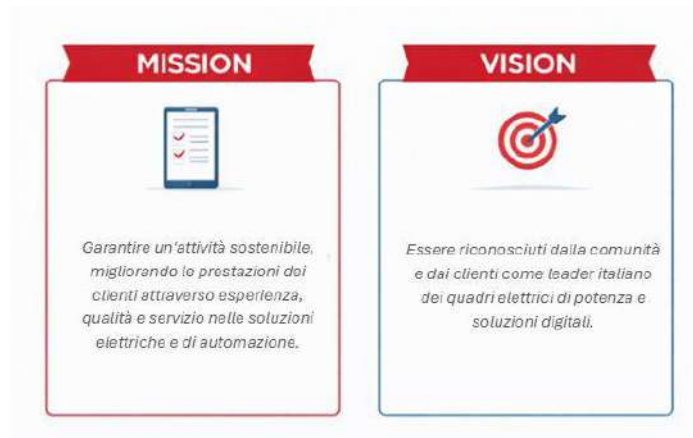 MISSION
Garantire un'attività sostenibile,
migliorando le prestazioni dei
clienti attraverso esperienza,
qualità e servizio nelle soluzioni
elettriche e di automazione.
VISION
Essere riconosciuti dalla comunità
e dai clienti come leader italiano
dei quadri elettrici di potenza e
soluzioni digitali.